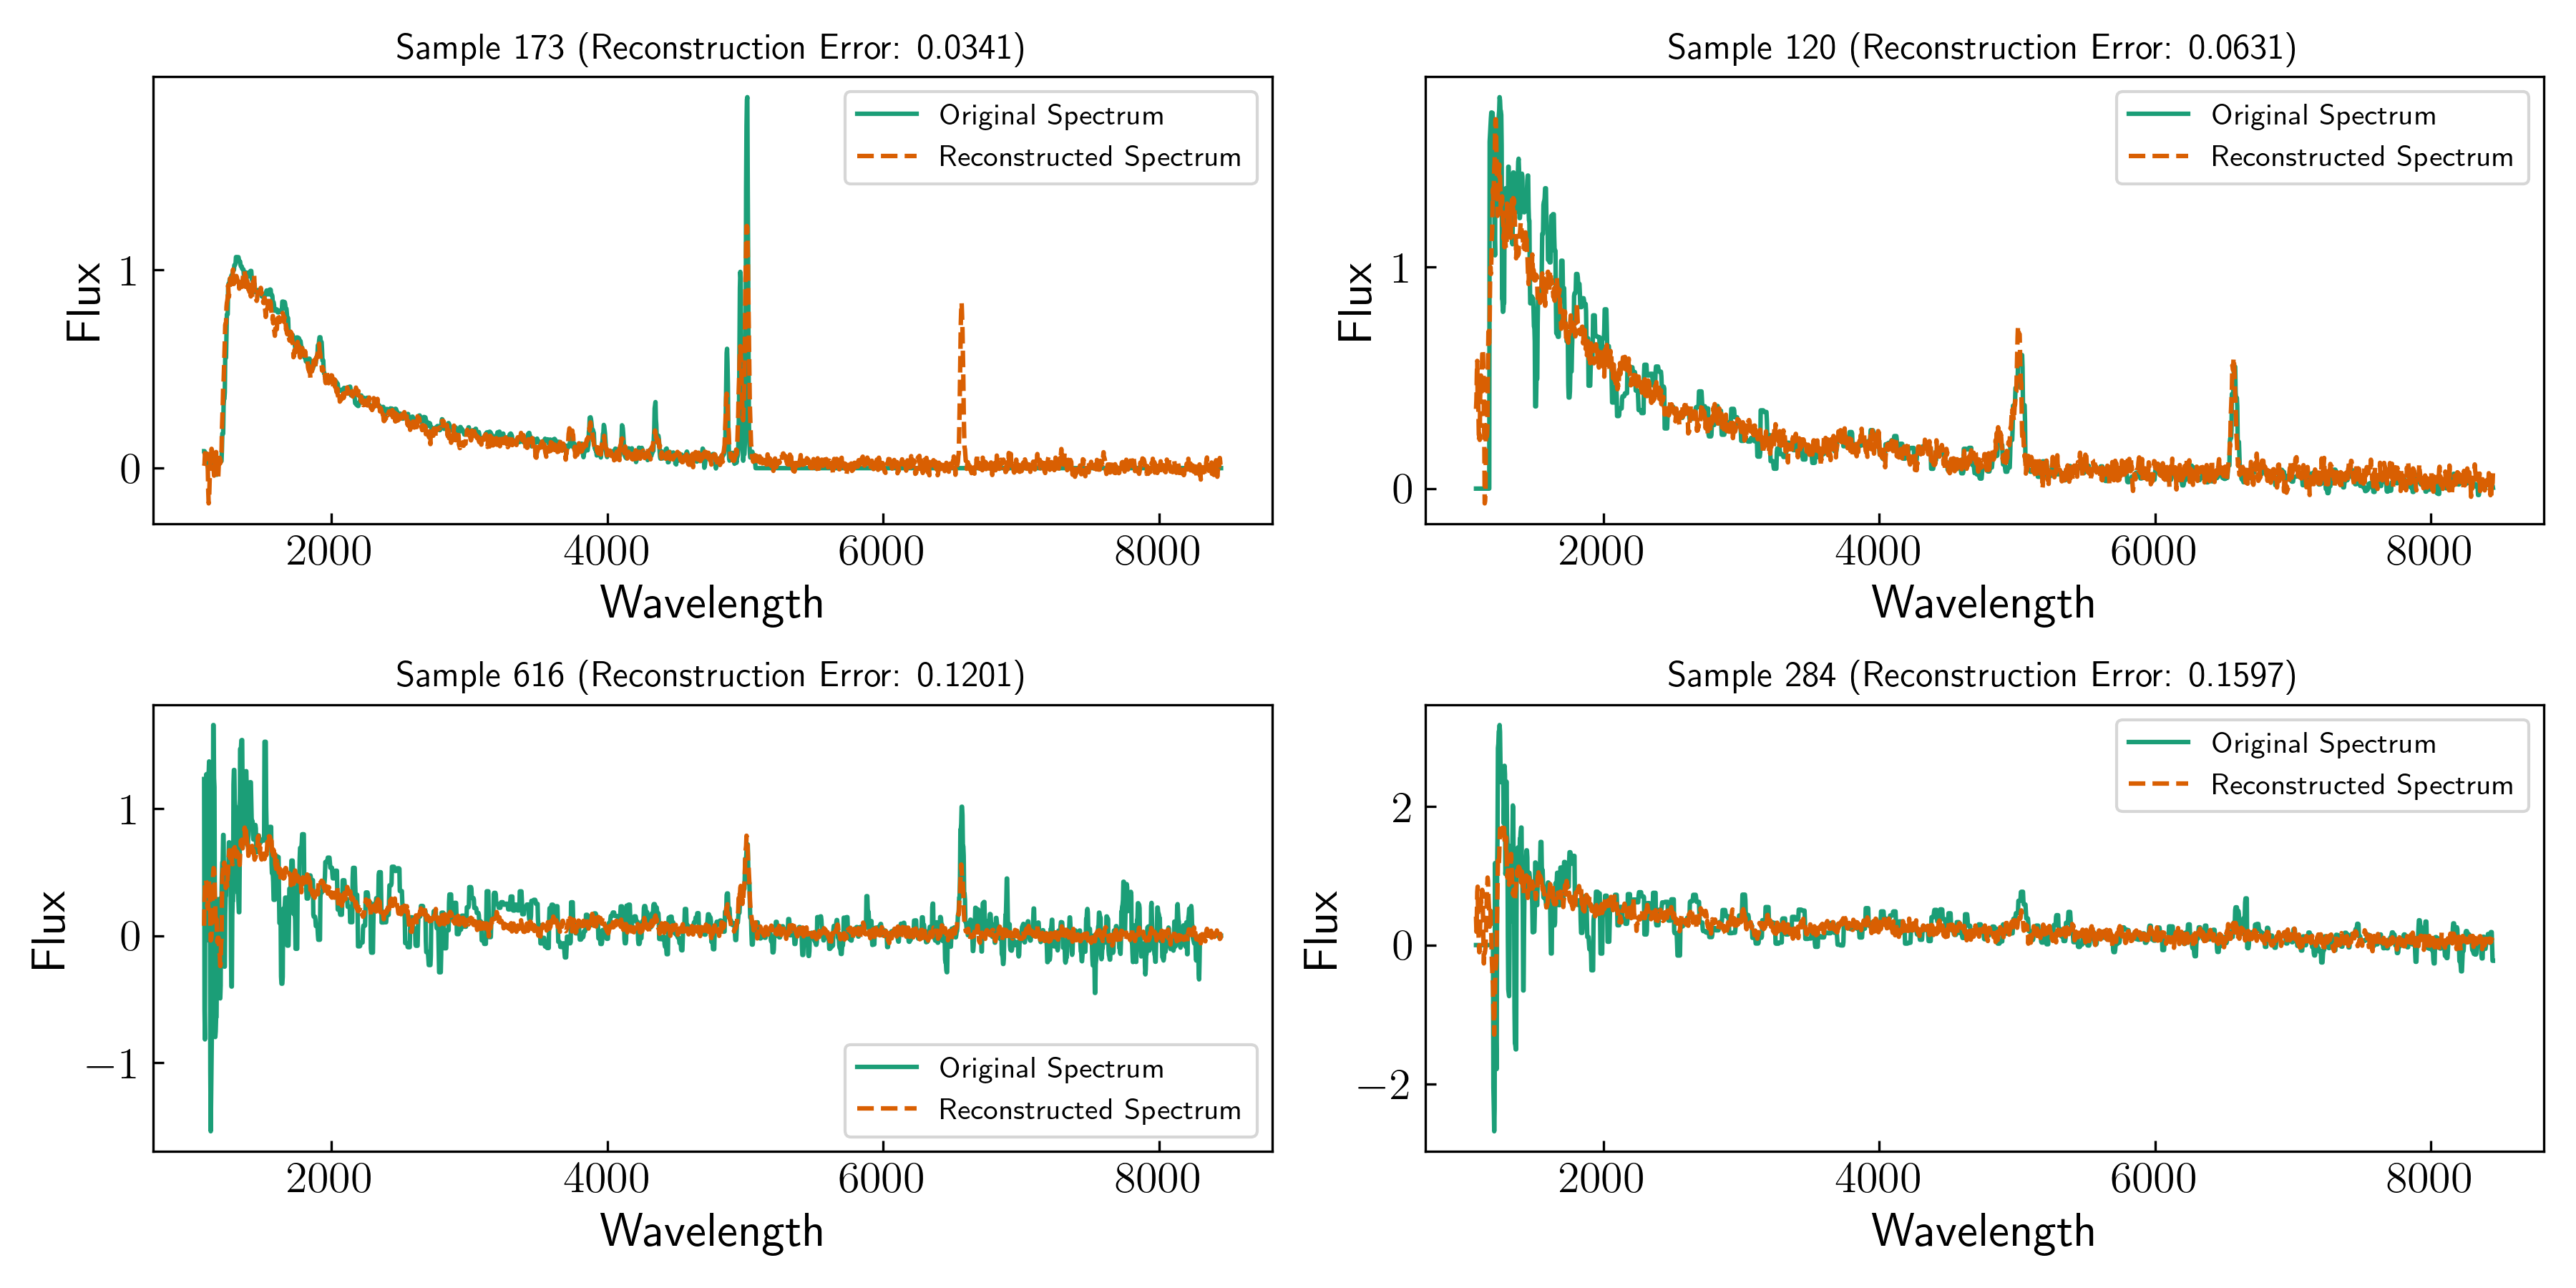 Sample 173 (Reconstruction Error: 0.0341)
Original Spectrum
Reconstructed Spectrum
Flux
1
0
2000 4000 6000 8000
Wavelength
Sample 120 (Reconstruction Error: 0.0631)
Original Spectrum
Reconstructed Spectrum
Flux
1
0
2000 4000 6000 8000
Wavelength
Sample 616 (Reconstruction Error: 0.1201)
Flux
1
0
−1
Original Spectrum
Reconstructed Spectrum
2000 4000 6000 8000
Wavelength
Sample 284 (Reconstruction Error: 0.1597)
Original Spectrum
Reconstructed Spectrum
Flux
2
0
−2
2000 4000 6000 8000
Wavelength